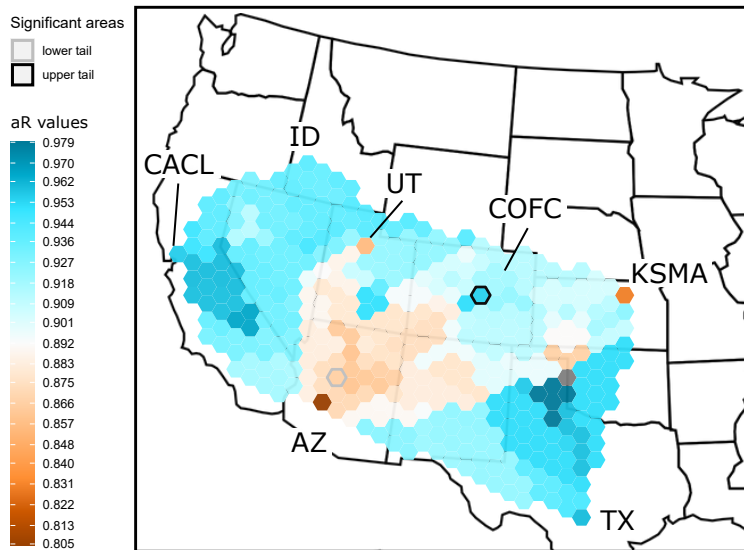 Significant areas
lower tail
upper tail
aR values
0.979
0.970
0.962
0.953
0.944
0.936
0.927
0.918
0.909
0.901
0.892
0.883
0.875
0.866
0.857
0.848
0.840
0.831
0.822
0.813
0.805
ID
CACL
UT
COFC
KSMA
AZ
TX